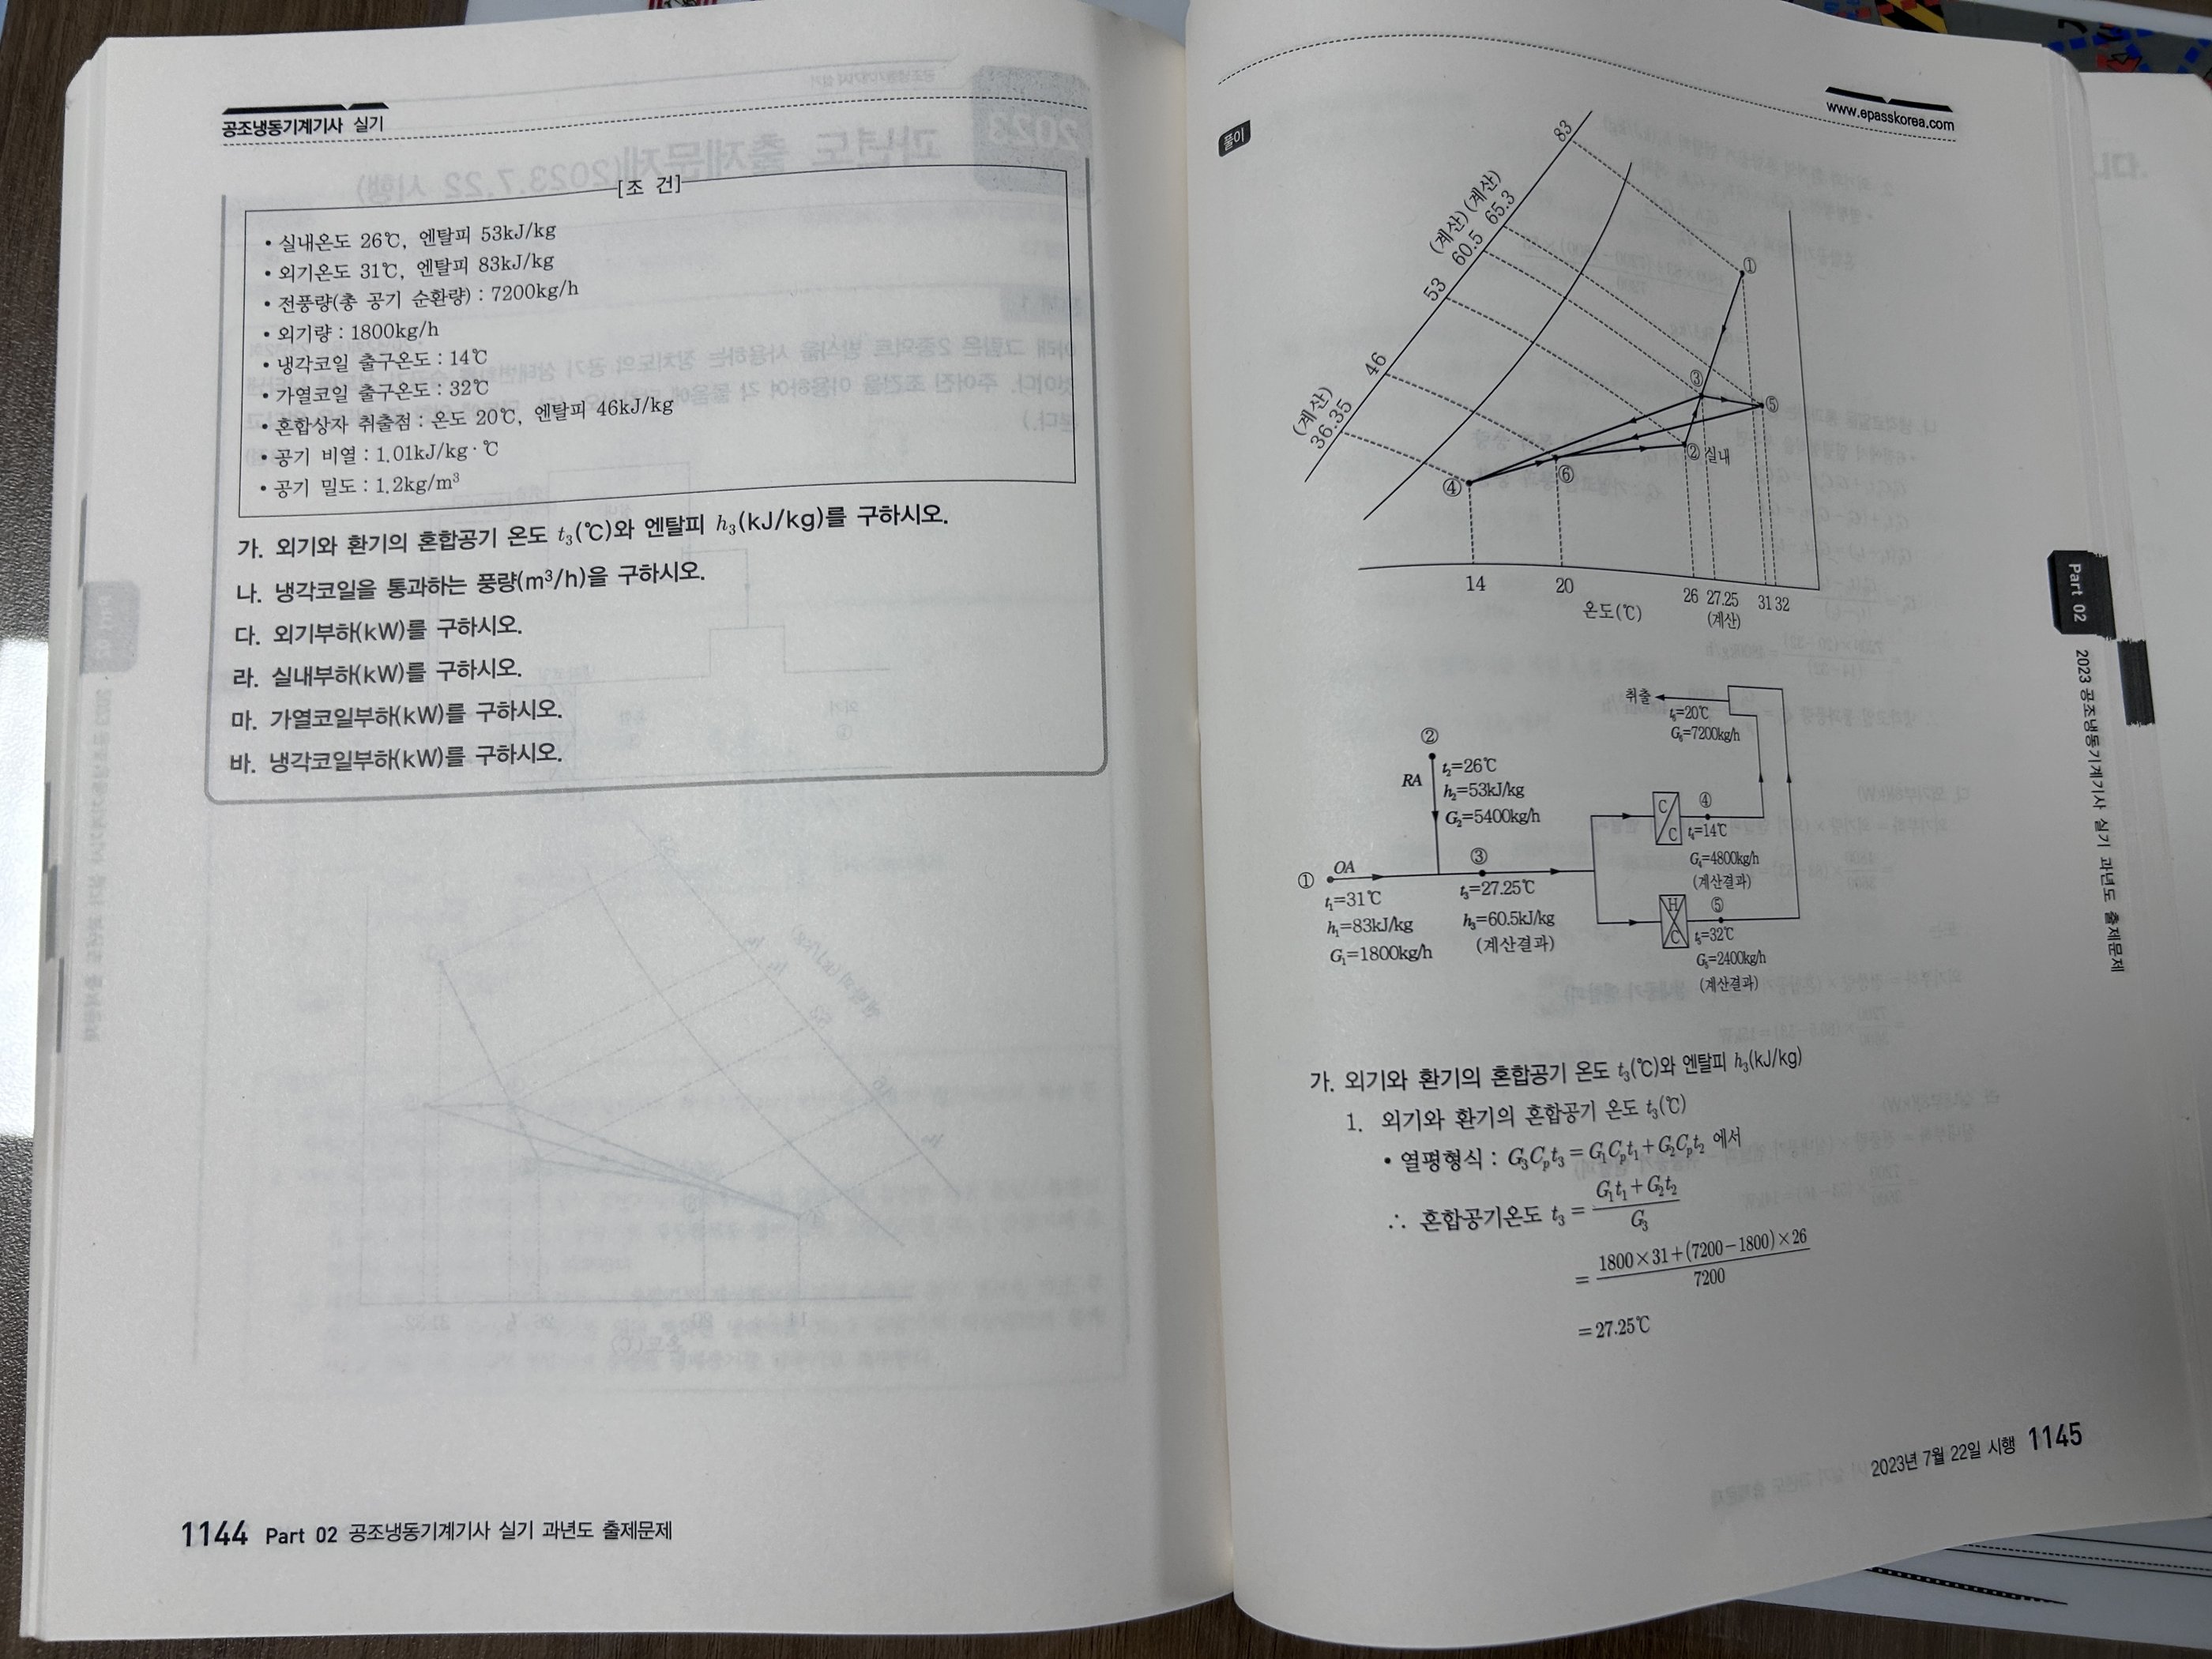 공조냉동기계기사 실기
[조 건]
• 실내온도 26℃, 엔탈피 53kJ/kg
• 외기온도 31℃, 엔탈피 83kJ/kg
• 전풍량(총 공기 순환량) : 7200kg/h
• 외기량 : 1800kg/h
• 냉각코일 출구온도 : 14℃
• 가열코일 출구온도 : 32℃
• 혼합상자 취출점 : 온도 20℃, 엔탈피 46kJ/kg
• 공기 비열 : 1.01kJ/kg·℃
• 공기 밀도 : 1.2kg/m³
가. 외기와 환기의 혼합공기 온도 t₃(℃)와 엔탈피 h₃(kJ/kg)를 구하시오.
나. 냉각코일을 통과하는 풍량(m³/h)을 구하시오.
다. 외기부하(kW)를 구하시오.
라. 실내부하(kW)를 구하시오.
마. 가열코일부하(kW)를 구하시오.
바. 냉각코일부하(kW)를 구하시오.
1144 Part 02 공조냉동기계기사 실기 과년도 출제문제
www.epasskorea.com
풀이
83
(계산)
65.3
(계산)
60.5
53
46
(계산)
36.35
①
③
⑤
② 실내
⑥
④
14
20
26
27.25
(계산)
31
32
온도(℃)
취출
t₆=20℃
G₆=7200kg/h
②
RA
t₂=26℃
h₂=53kJ/kg
G₂=5400kg/h
C
C
④
t₄=14℃
G₄=4800kg/h
(계산결과)
①
OA
t₁=31℃
h₁=83kJ/kg
G₁=1800kg/h
③
t₃=27.25℃
h₃=60.5kJ/kg
(계산결과)
H
C
⑤
t₅=32℃
G₅=2400kg/h
(계산결과)
가. 외기와 환기의 혼합공기 온도 t₃(℃)와 엔탈피 h₃(kJ/kg)
1. 외기와 환기의 혼합공기 온도 t₃(℃)
• 열평형식 : G₃Cₚt₃ = G₁Cₚt₁ + G₂Cₚt₂ 에서
∴ 혼합공기온도 t₃ = (G₁t₁ + G₂t₂) / G₃
= (1800×31+(7200−1800)×26) / 7200
= 27.25℃
Part 02
2023 공조냉동기계기사 실기 과년도 출제문제
2023년 7월 22일 시행 1145